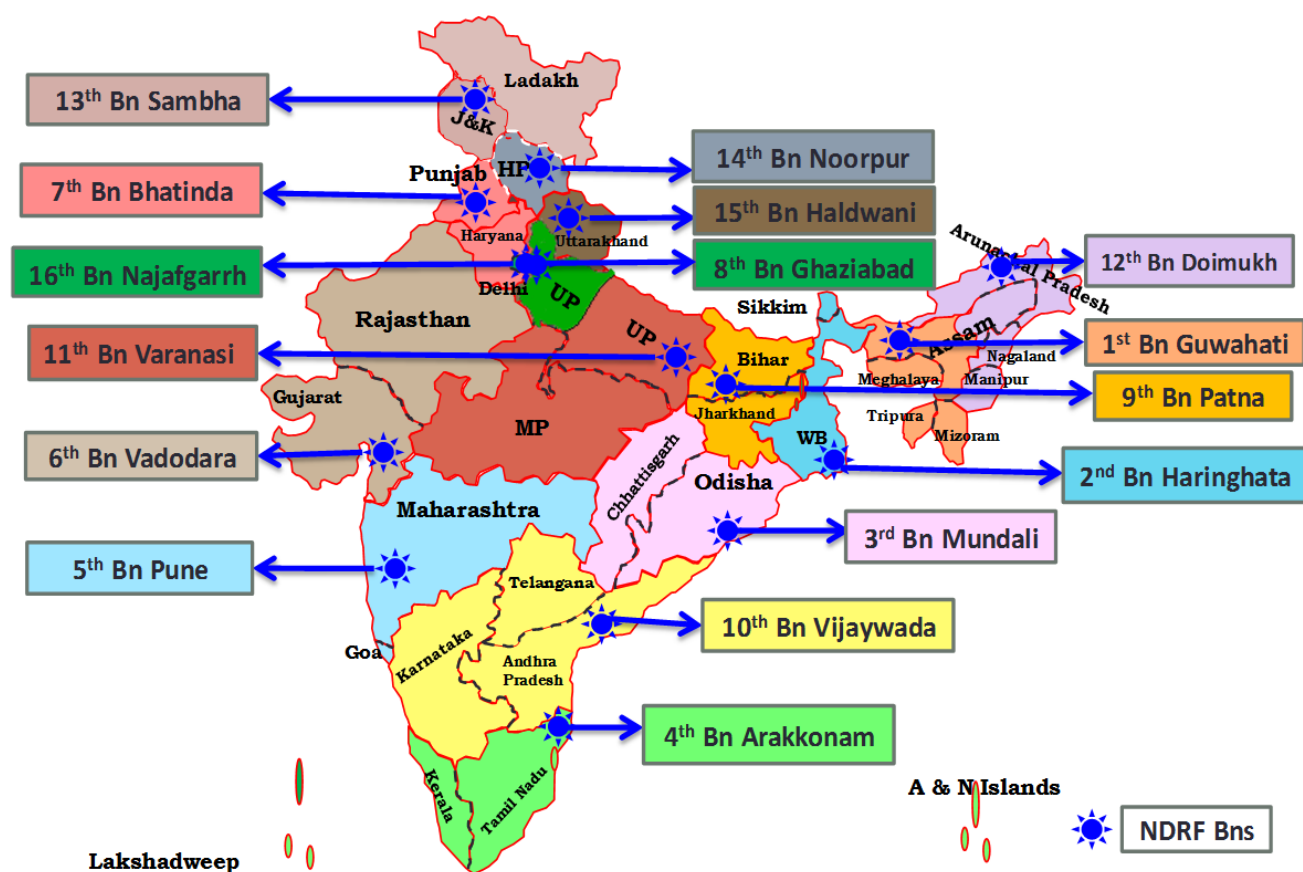 Ladakh
13th Bn Sambha
J&K
14th Bn Noorpur
HP
Punjab
7th Bn Bhatinda
15th Bn Haldwani
Haryana
Uttarakhand
Arunachal Pradesh
16th Bn Najafgarrh
8th Bn Ghaziabad
12th Bn Doimukh
Delhi
UP
Sikkim
Rajasthan
UP
Assam
11th Bn Varanasi
Bihar
1st Bn Guwahati
Nagaland
Meghalaya
Manipur
Gujarat
9th Bn Patna
Jharkhand
Tripura
MP
WB
Mizoram
6th Bn Vadodara
2nd Bn Haringhata
Chhattisgarh
Odisha
Maharashtra
3rd Bn Mundali
5th Bn Pune
Telangana
10th Bn Vijaywada
Goa
Karnataka
Andhra
Pradesh
4th Bn Arakkonam
Kerala
Tamil Nadu
A & N Islands
NDRF Bns
Lakshadweep